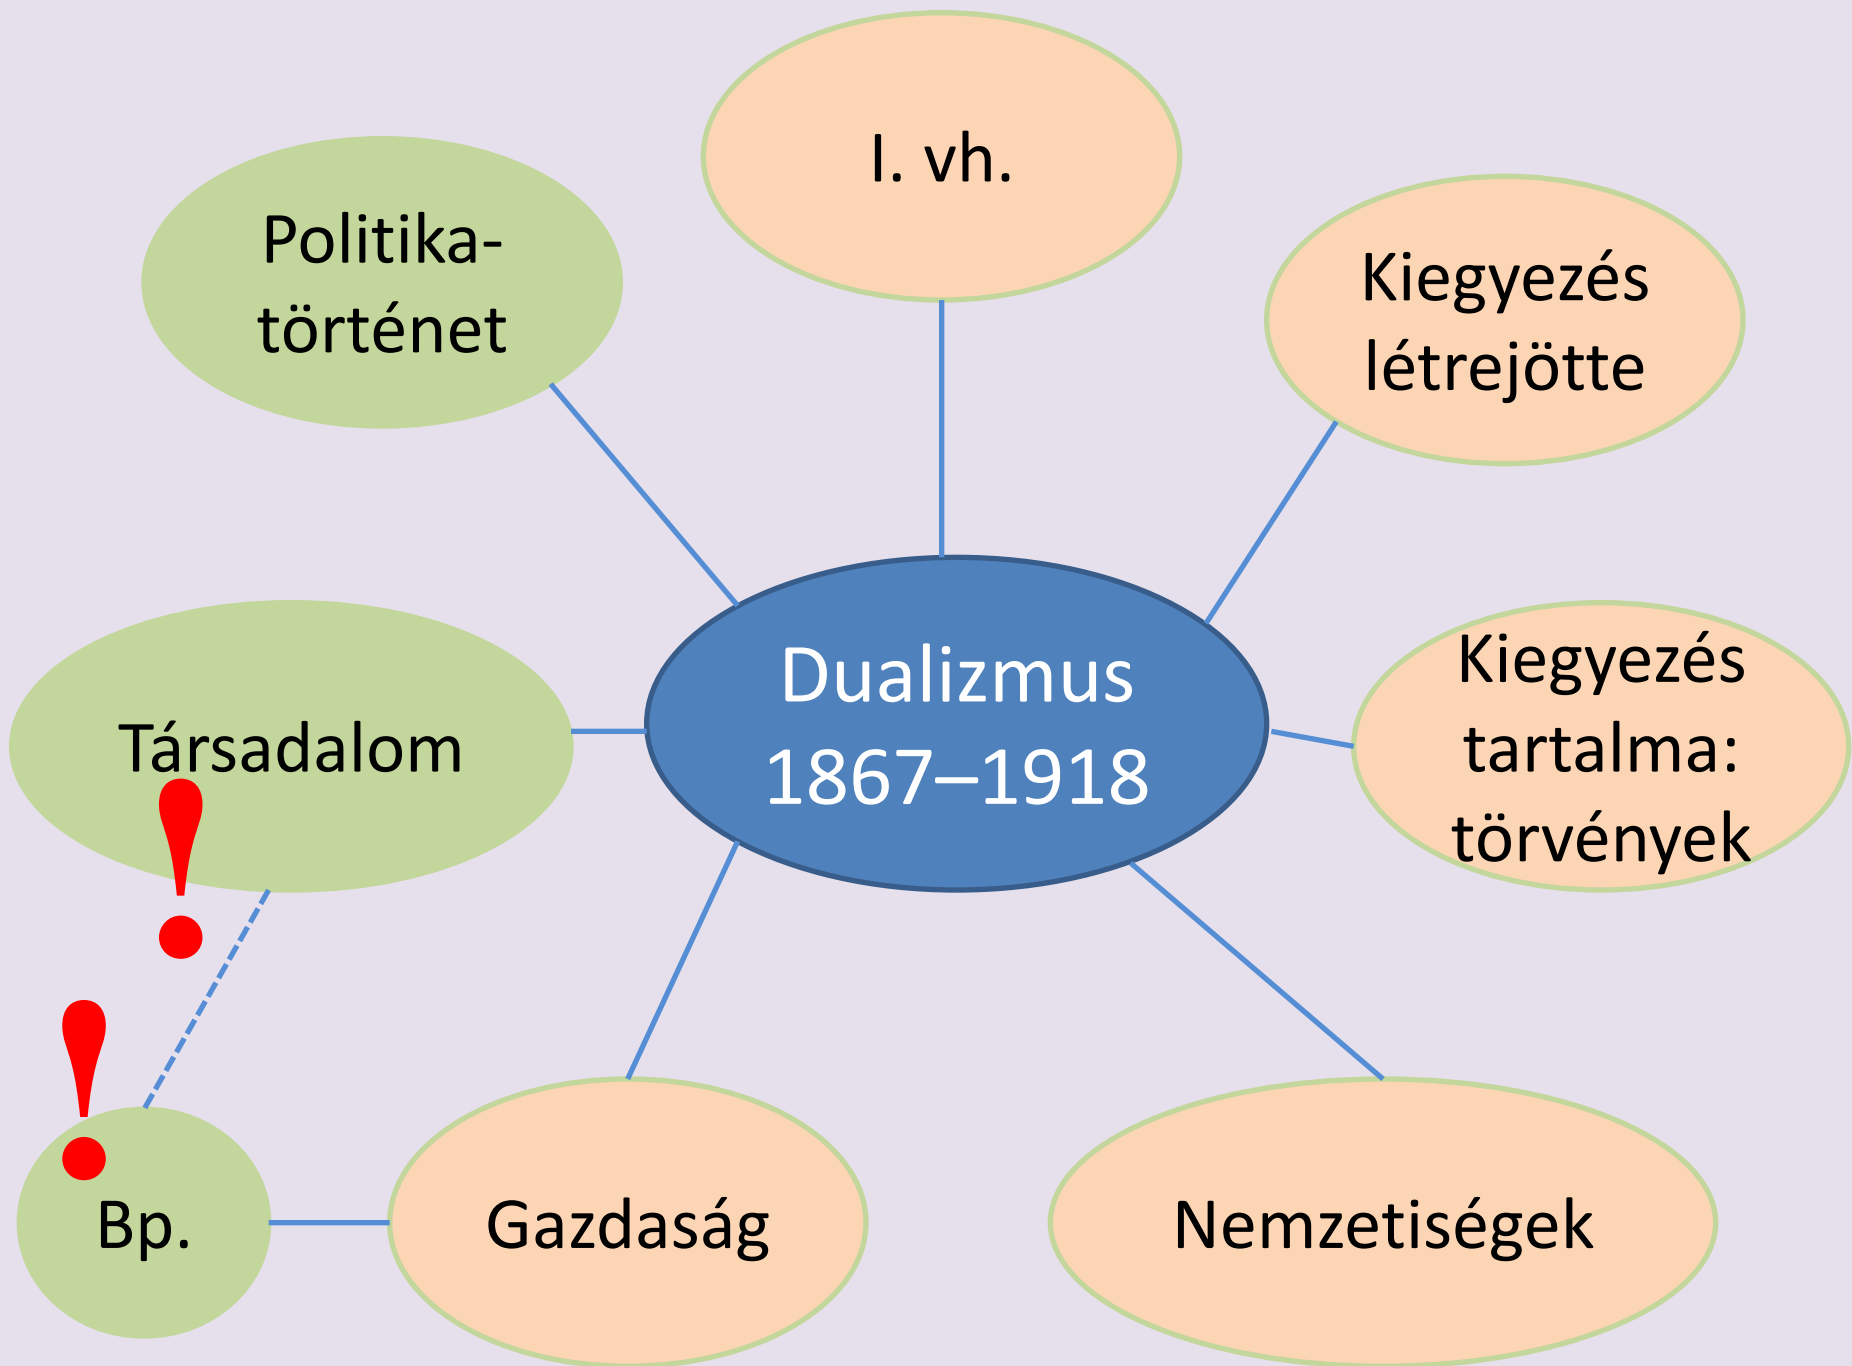 I. vh.
Politika-
történet
Kiegyezés
létrejötte
Dualizmus
1867–1918
Kiegyezés
tartalma:
törvények
Társadalom
!
!
Bp.
Gazdaság
Nemzetiségek